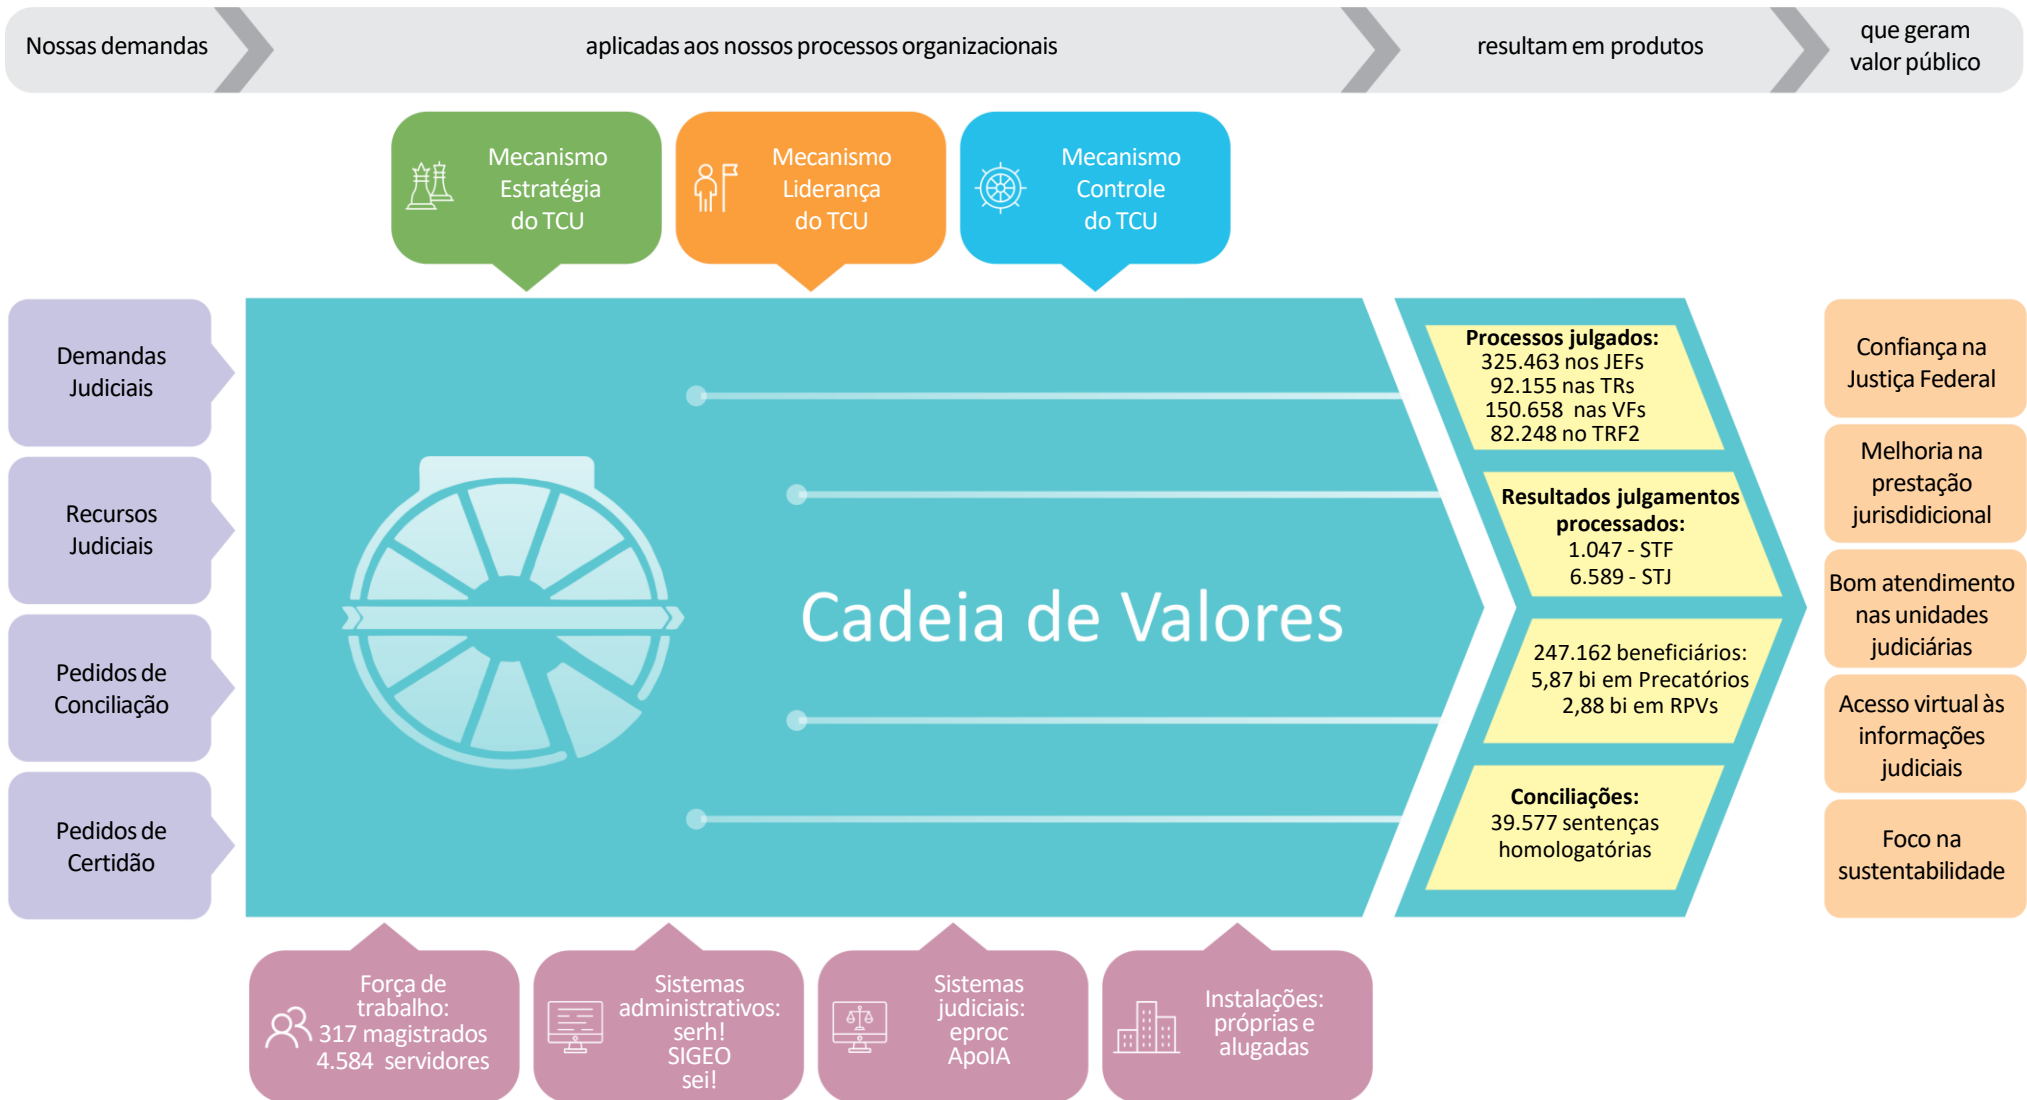 Nossas demandas
aplicadas aos nossos processos organizacionais
resultam em produtos
que geram
valor público
Mecanismo
Estratégia
do TCU
Mecanismo
Liderança
do TCU
Mecanismo
Controle
do TCU
Demandas
Judiciais
Recursos
Judiciais
Pedidos de
Conciliação
Pedidos de
Certidão
Cadeia de Valores
Processos julgados:
325.463 nos JEFs
92.155 nas TRs
150.658 nas VFs
82.248 no TRF2
Resultados julgamentos
processados:
1.047 - STF
6.589 - STJ
247.162 beneficiários:
5,87 bi em Precatórios
2,88 bi em RPVs
Conciliações:
39.577 sentenças
homologatórias
Confiança na
Justiça Federal
Melhoria na
prestação
jurisdidicional
Bom atendimento
nas unidades
judiciárias
Acesso virtual às
informações
judiciais
Foco na
sustentabilidade
Força de
trabalho:
317 magistrados
4.584 servidores
Sistemas
administrativos:
serh!
SIGEO
sei!
Sistemas
judiciais:
eproc
ApoIA
Instalações:
próprias e
alugadas